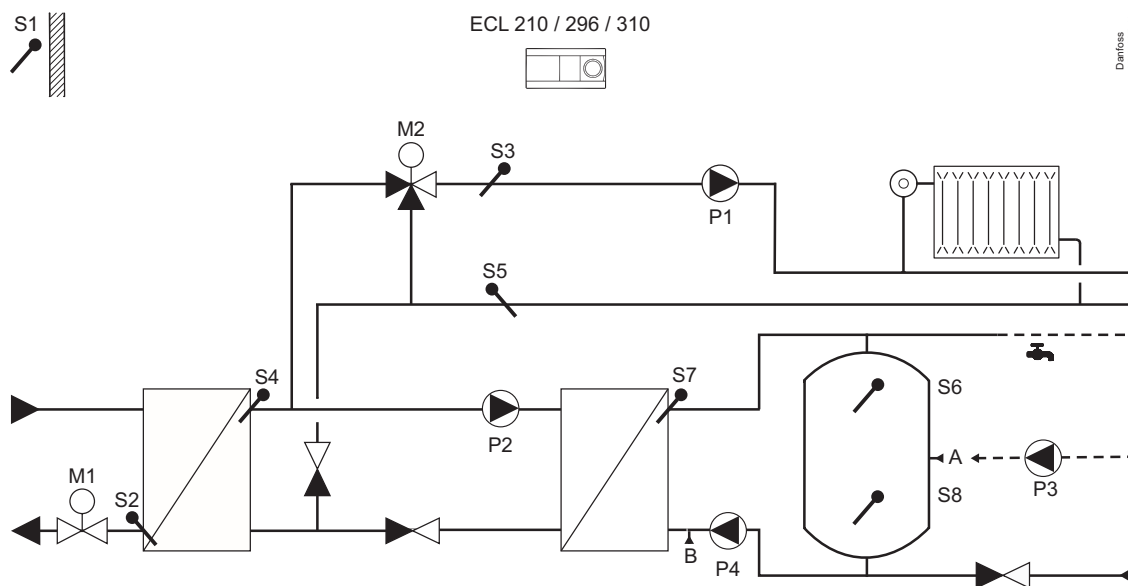 S1
ECL 210 / 296 / 310
Danfoss
M2
S3
P1
S5
S4
S7
S6
P2
A
P3
M1
S2
S8
B
P4